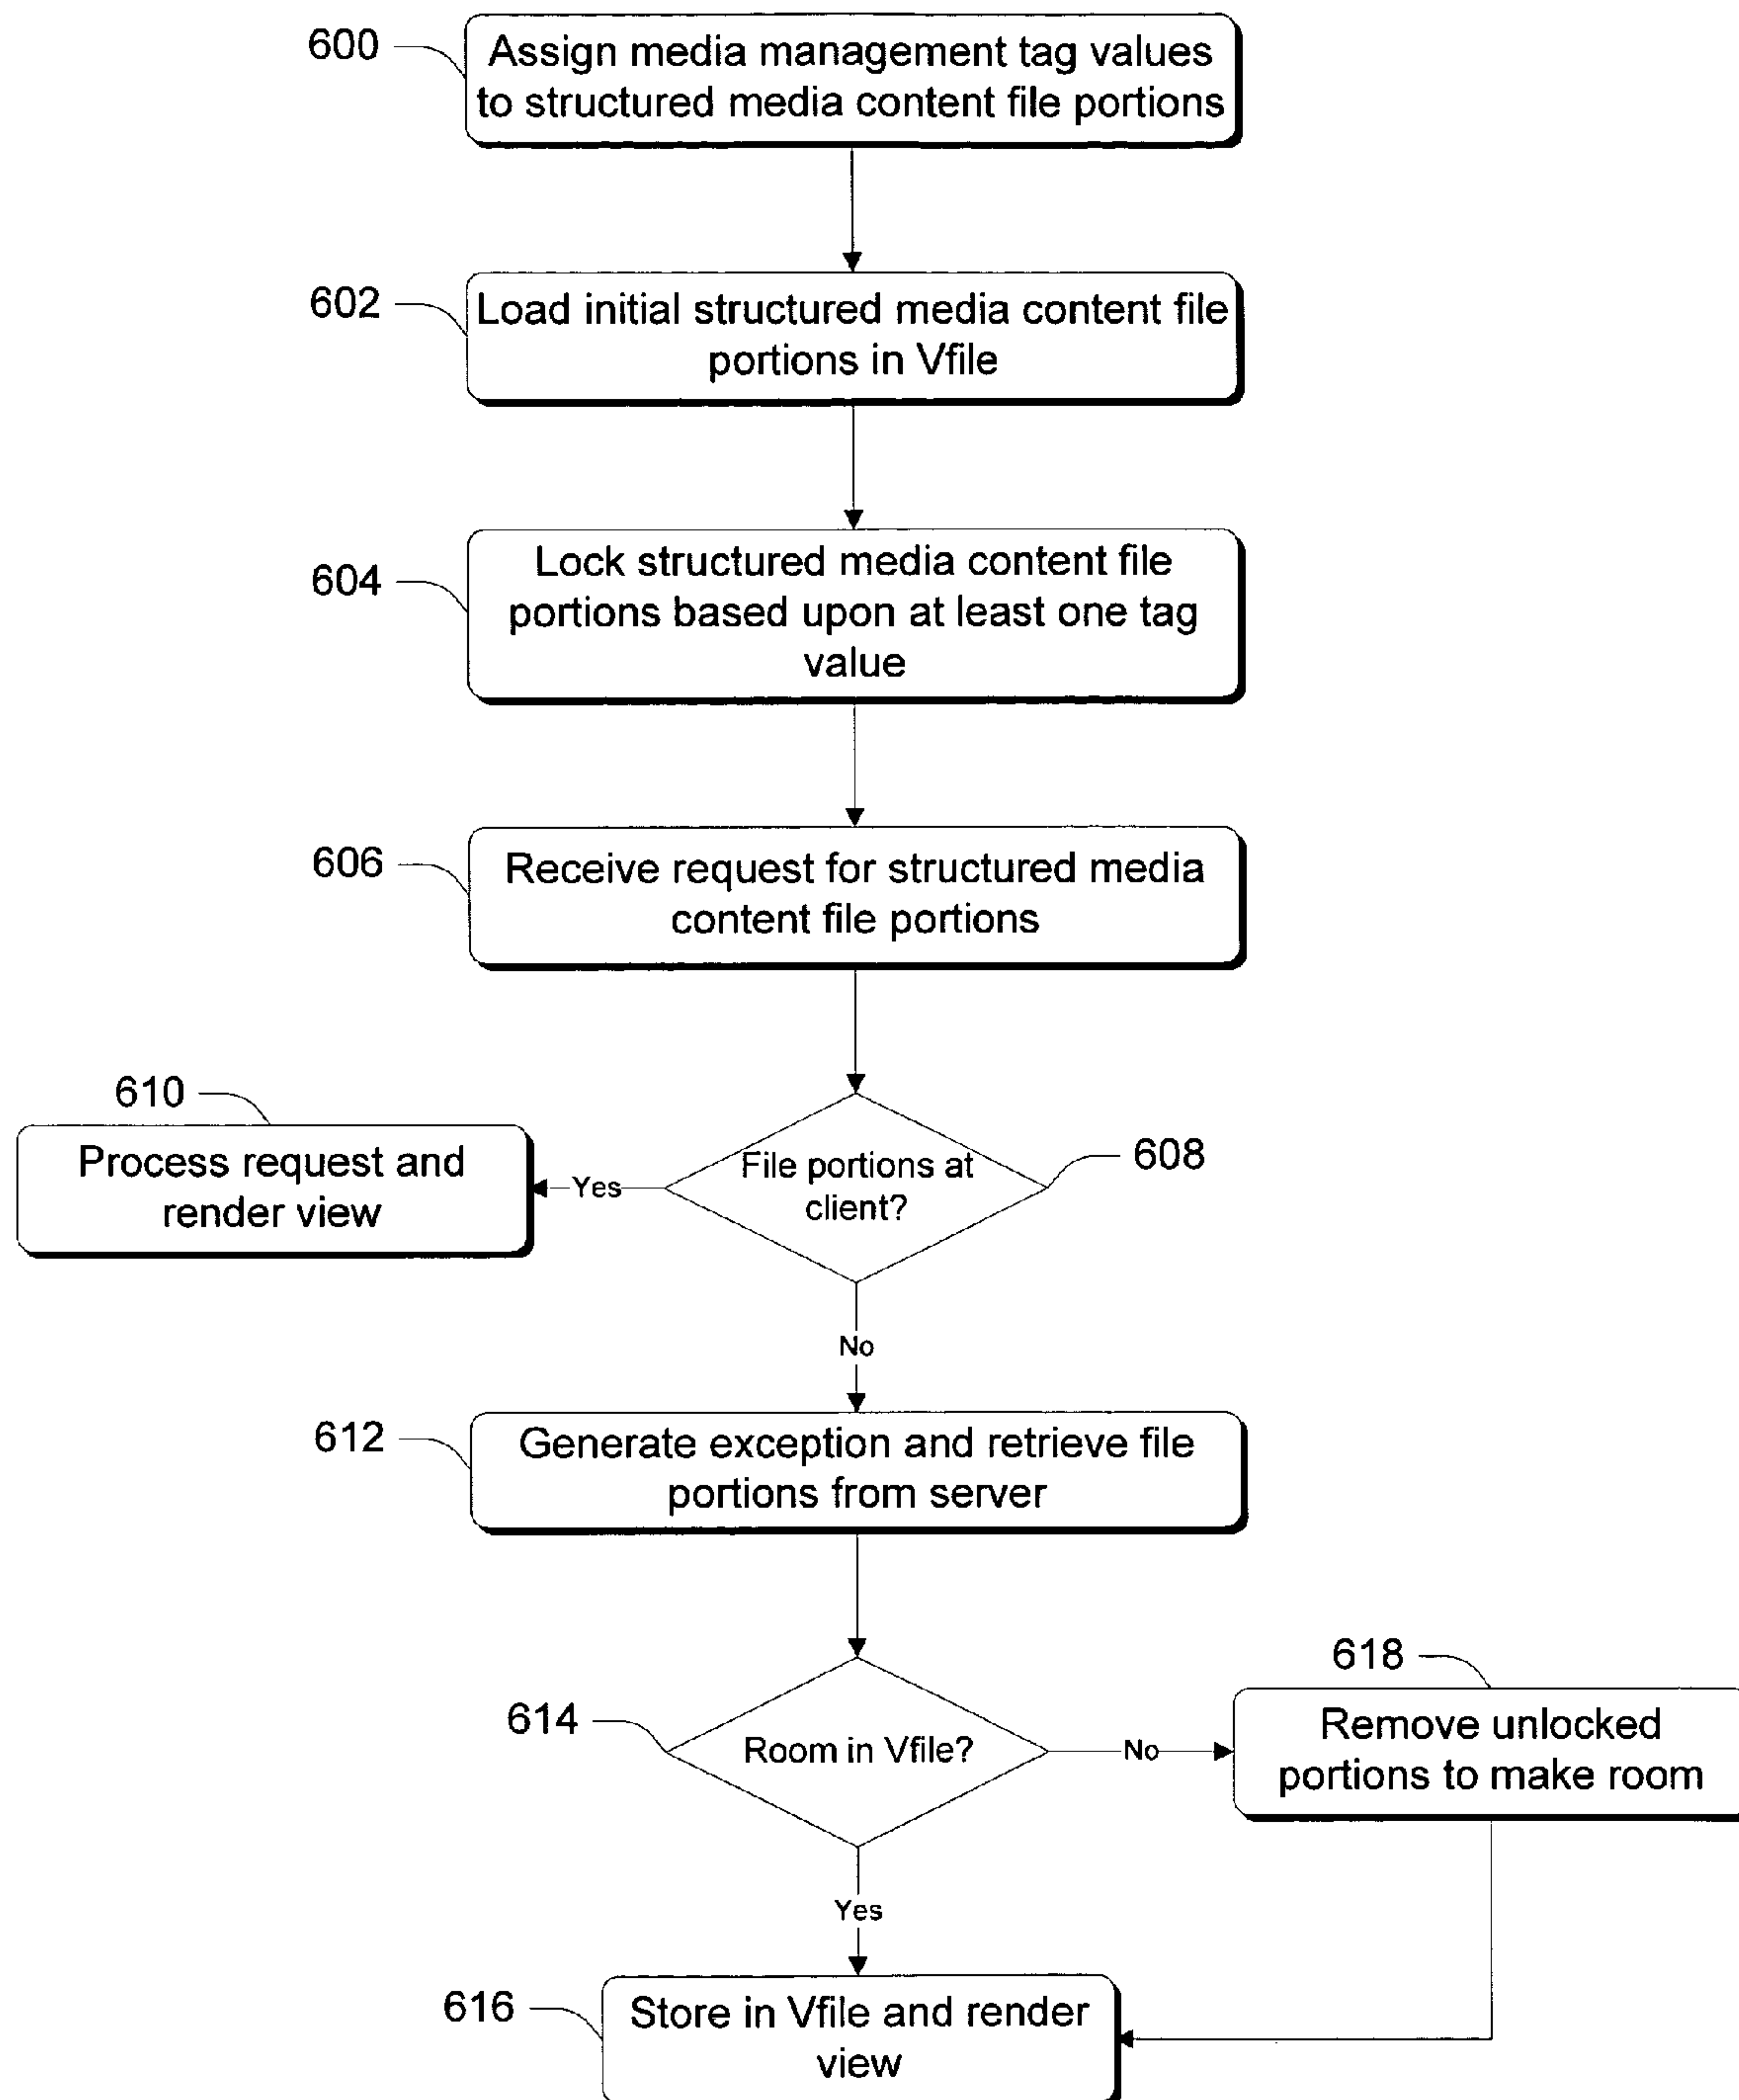 600
Assign media management tag values
to structured media content file portions
602
Load initial structured media content file
portions in Vfile
604
Lock structured media content file
portions based upon at least one tag
value
606
Receive request for structured media
content file portions
610
Process request and
render view
Yes
File portions at
client?
608
No
612
Generate exception and retrieve file
portions from server
614
Room in Vfile?
No
618
Remove unlocked
portions to make room
Yes
616
Store in Vfile and render
view